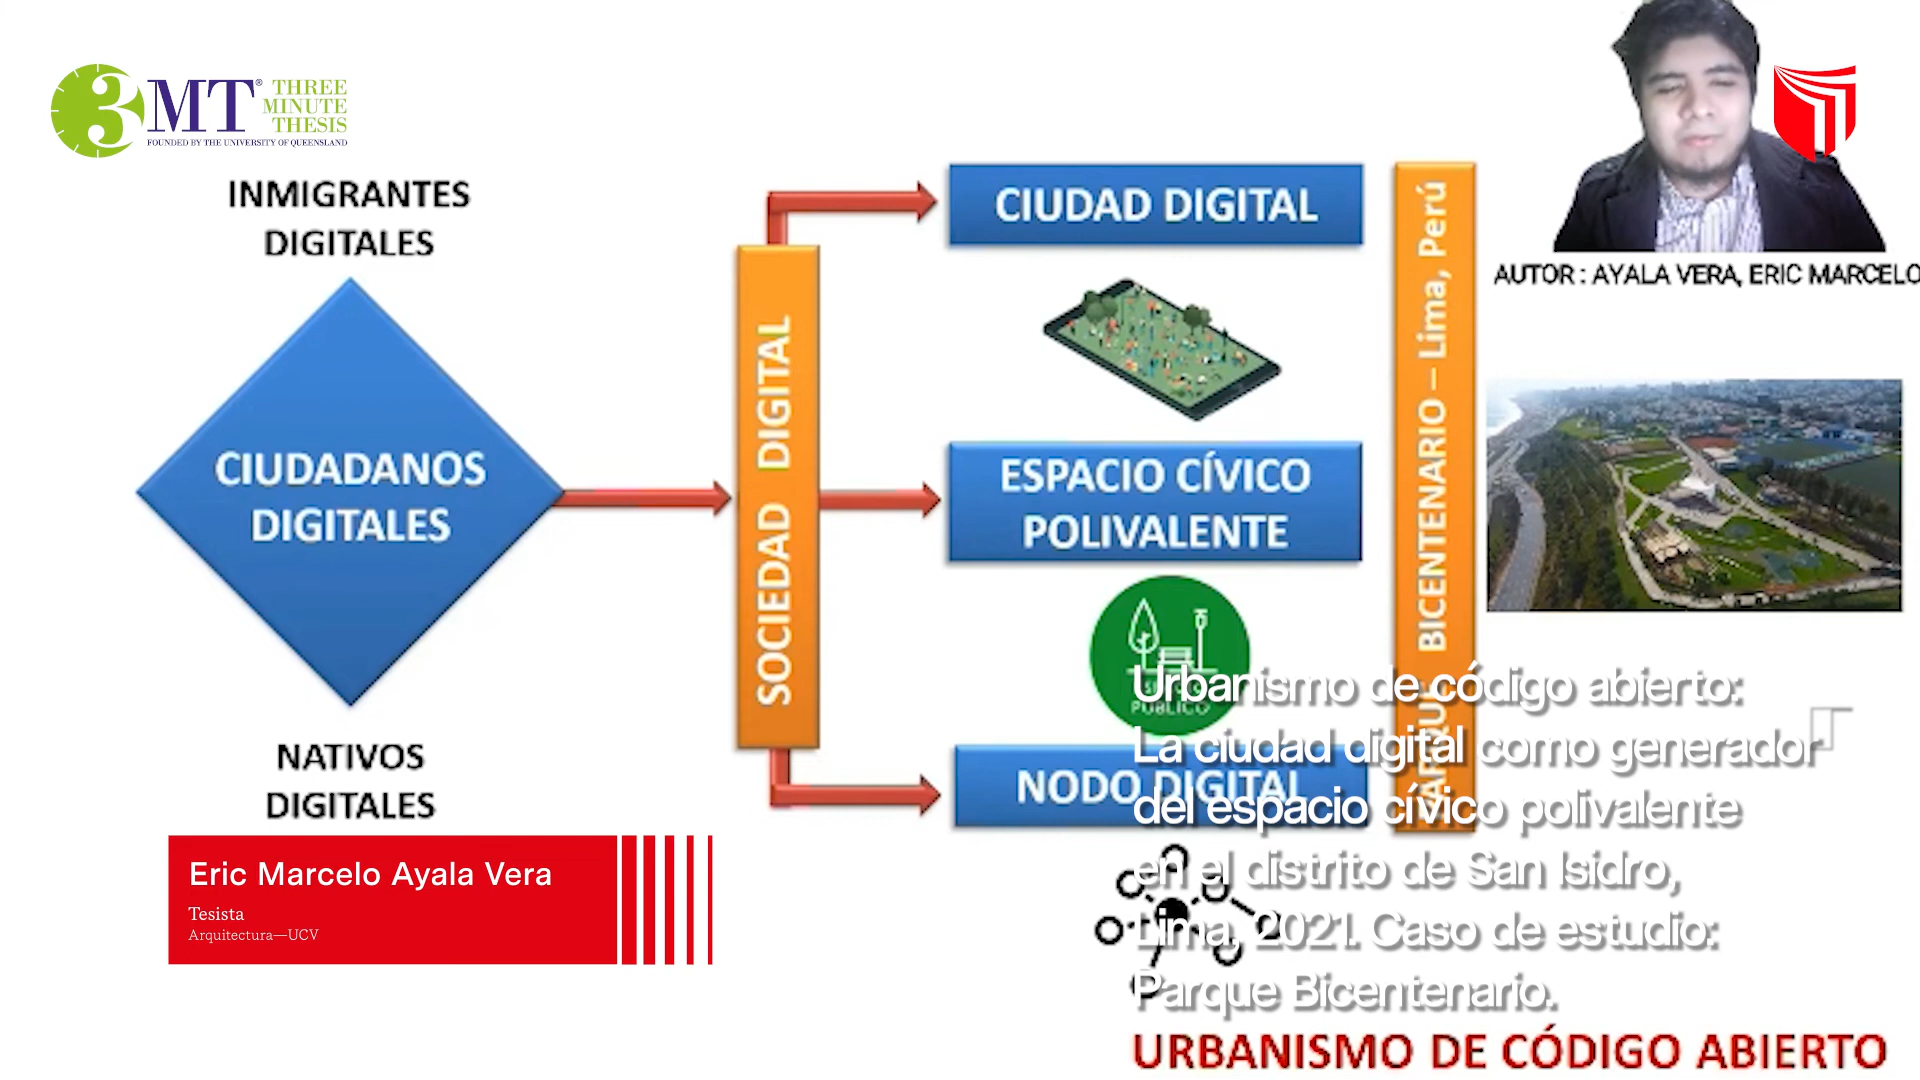 3MT® THREE
MINUTE
THESIS
FOUNDED BY THE UNIVERSITY OF QUEENSLAND
INMIGRANTES
DIGITALES
CIUDADANOS
DIGITALES
NATIVOS
DIGITALES
SOCIEDAD DIGITAL
CIUDAD DIGITAL
ESPACIO CÍVICO
POLIVALENTE
PÚBLICO
NODO DIGITAL
PARQUE BICENTENARIO – Lima, Perú
AUTOR : AYALA VERA, ERIC MARCELO
Eric Marcelo Ayala Vera
Tesista
Arquitectura—UCV
Urbanismo de código abierto:
La ciudad digital como generador
del espacio cívico polivalente
en el distrito de San Isidro,
Lima, 2021. Caso de estudio:
Parque Bicentenario.
URBANISMO DE CÓDIGO ABIERTO